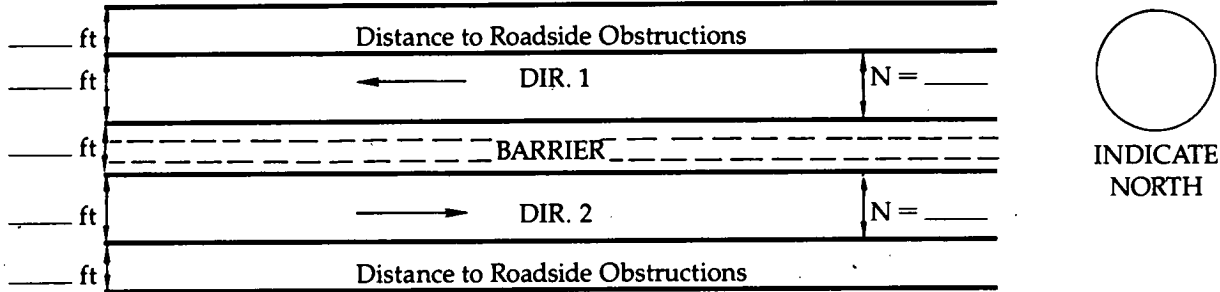 ____ ft Distance to Roadside Obstructions
____ ft DIR. 1 N = ____
____ ft BARRIER
____ ft DIR. 2 N = ____
____ ft Distance to Roadside Obstructions
INDICATE
NORTH